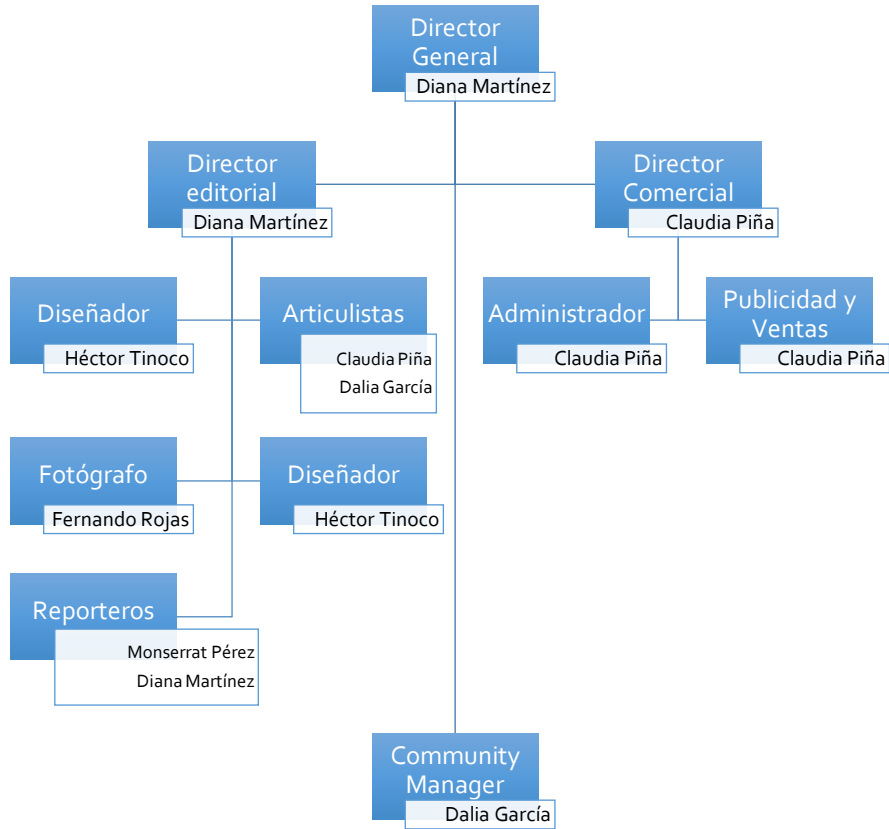 Director
General
Diana Martínez
Director
editorial
Diana Martínez
Director
Comercial
Claudia Piña
Diseñador
Héctor Tinoco
Articulistas
Claudia Piña
Dalia García
Administrador
Claudia Piña
Publicidad y
Ventas
Claudia Piña
Fotógrafo
Fernando Rojas
Diseñador
Héctor Tinoco
Reporteros
Monserrat Pérez
Diana Martínez
Community
Manager
Dalia García